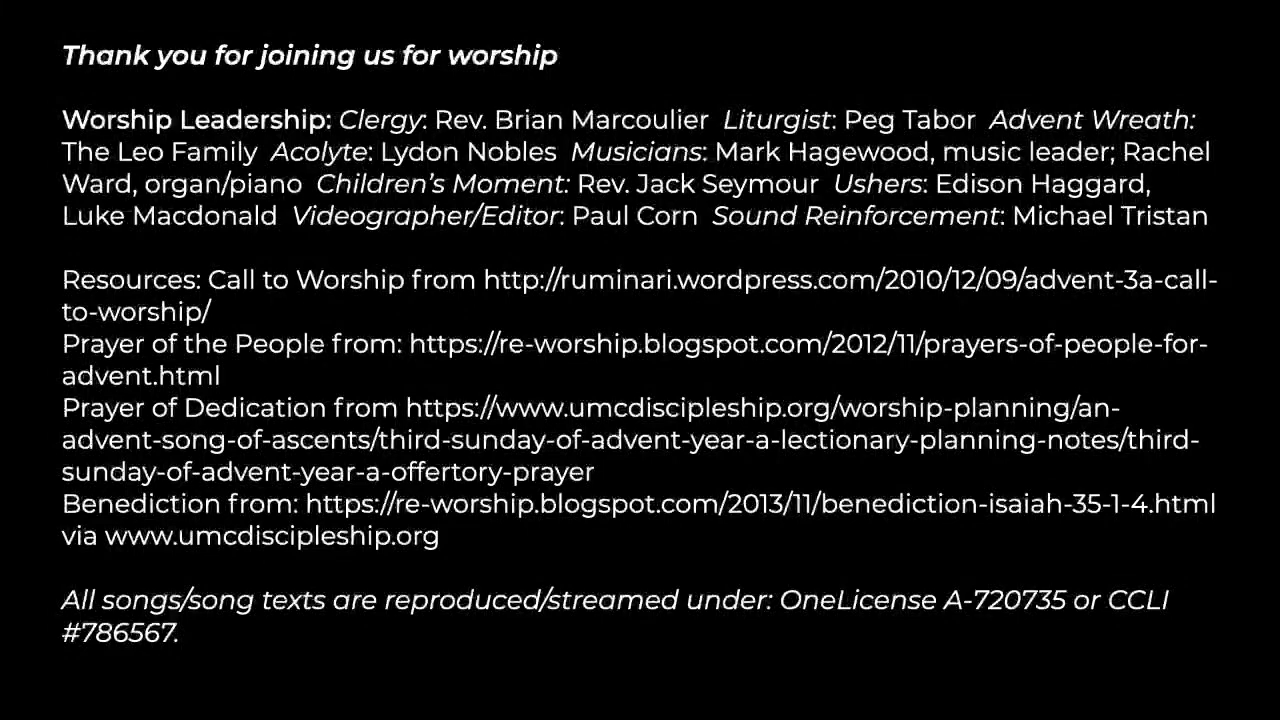 Thank you for joining us for worship
Worship Leadership: Clergy: Rev. Brian Marcoulier Liturgist: Peg Tabor Advent Wreath:
The Leo Family Acolyte: Lydon Nobles Musicians: Mark Hagewood, music leader; Rachel
Ward, organ/piano Children's Moment: Rev. Jack Seymour Ushers: Edison Haggard,
Luke Macdonald Videographer/Editor: Paul Corn Sound Reinforcement: Michael Tristan
Resources: Call to Worship from http://ruminari.wordpress.com/2010/12/09/advent-3a-call-
to-worship/
Prayer of the People from: https://re-worship.blogspot.com/2012/11/prayers-of-people-for-
advent.html
Prayer of Dedication from https://www.umcdiscipleship.org/worship-planning/an-
advent-song-of-ascents/third-sunday-of-advent-year-a-lectionary-planning-notes/third-
sunday-of-advent-year-a-offertory-prayer
Benediction from: https://re-worship.blogspot.com/2013/11/benediction-isaiah-35-1-4.html
via www.umcdiscipleship.org
All songs/song texts are reproduced/streamed under: OneLicense A-720735 or CCLI
#786567.